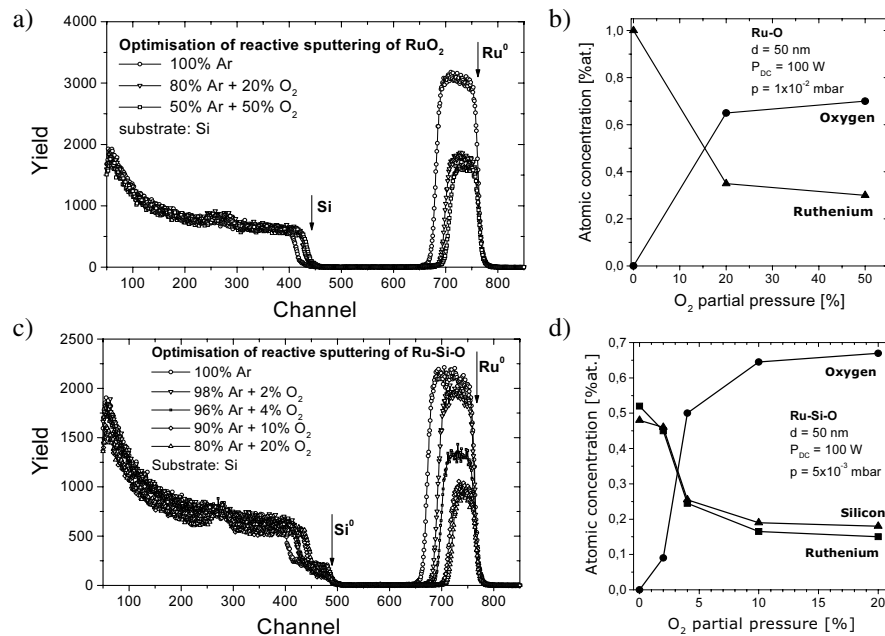 a)
Optimisation of reactive sputtering of RuO₂
100% Ar
80% Ar + 20% O₂
50% Ar + 50% O₂
substrate: Si
Ru⁰
Si
Yield
4000
3000
2000
1000
0
100 200 300 400 500 600 700 800
Channel
b)
Ru-O
d = 50 nm
P_DC = 100 W
p = 1x10⁻² mbar
Oxygen
Ruthenium
Atomic concentration [%at.]
1,0
0,8
0,6
0,4
0,2
0,0
0 10 20 30 40 50
O₂ partial pressure [%]
c)
Optimisation of reactive sputtering of Ru-Si-O
100% Ar
98% Ar + 2% O₂
96% Ar + 4% O₂
90% Ar + 10% O₂
80% Ar + 20% O₂
Substrate: Si
Ru⁰
Si⁰
Yield
2500
2250
2000
1750
1500
1250
1000
750
500
250
0
100 200 300 400 500 600 700 800
Channel
d)
Oxygen
Ru-Si-O
d = 50 nm
P_DC = 100 W
p = 5x10⁻³ mbar
Silicon
Ruthenium
Atomic concentration [%at.]
0,7
0,6
0,5
0,4
0,3
0,2
0,1
0,0
0 5 10 15 20
O₂ partial pressure [%]